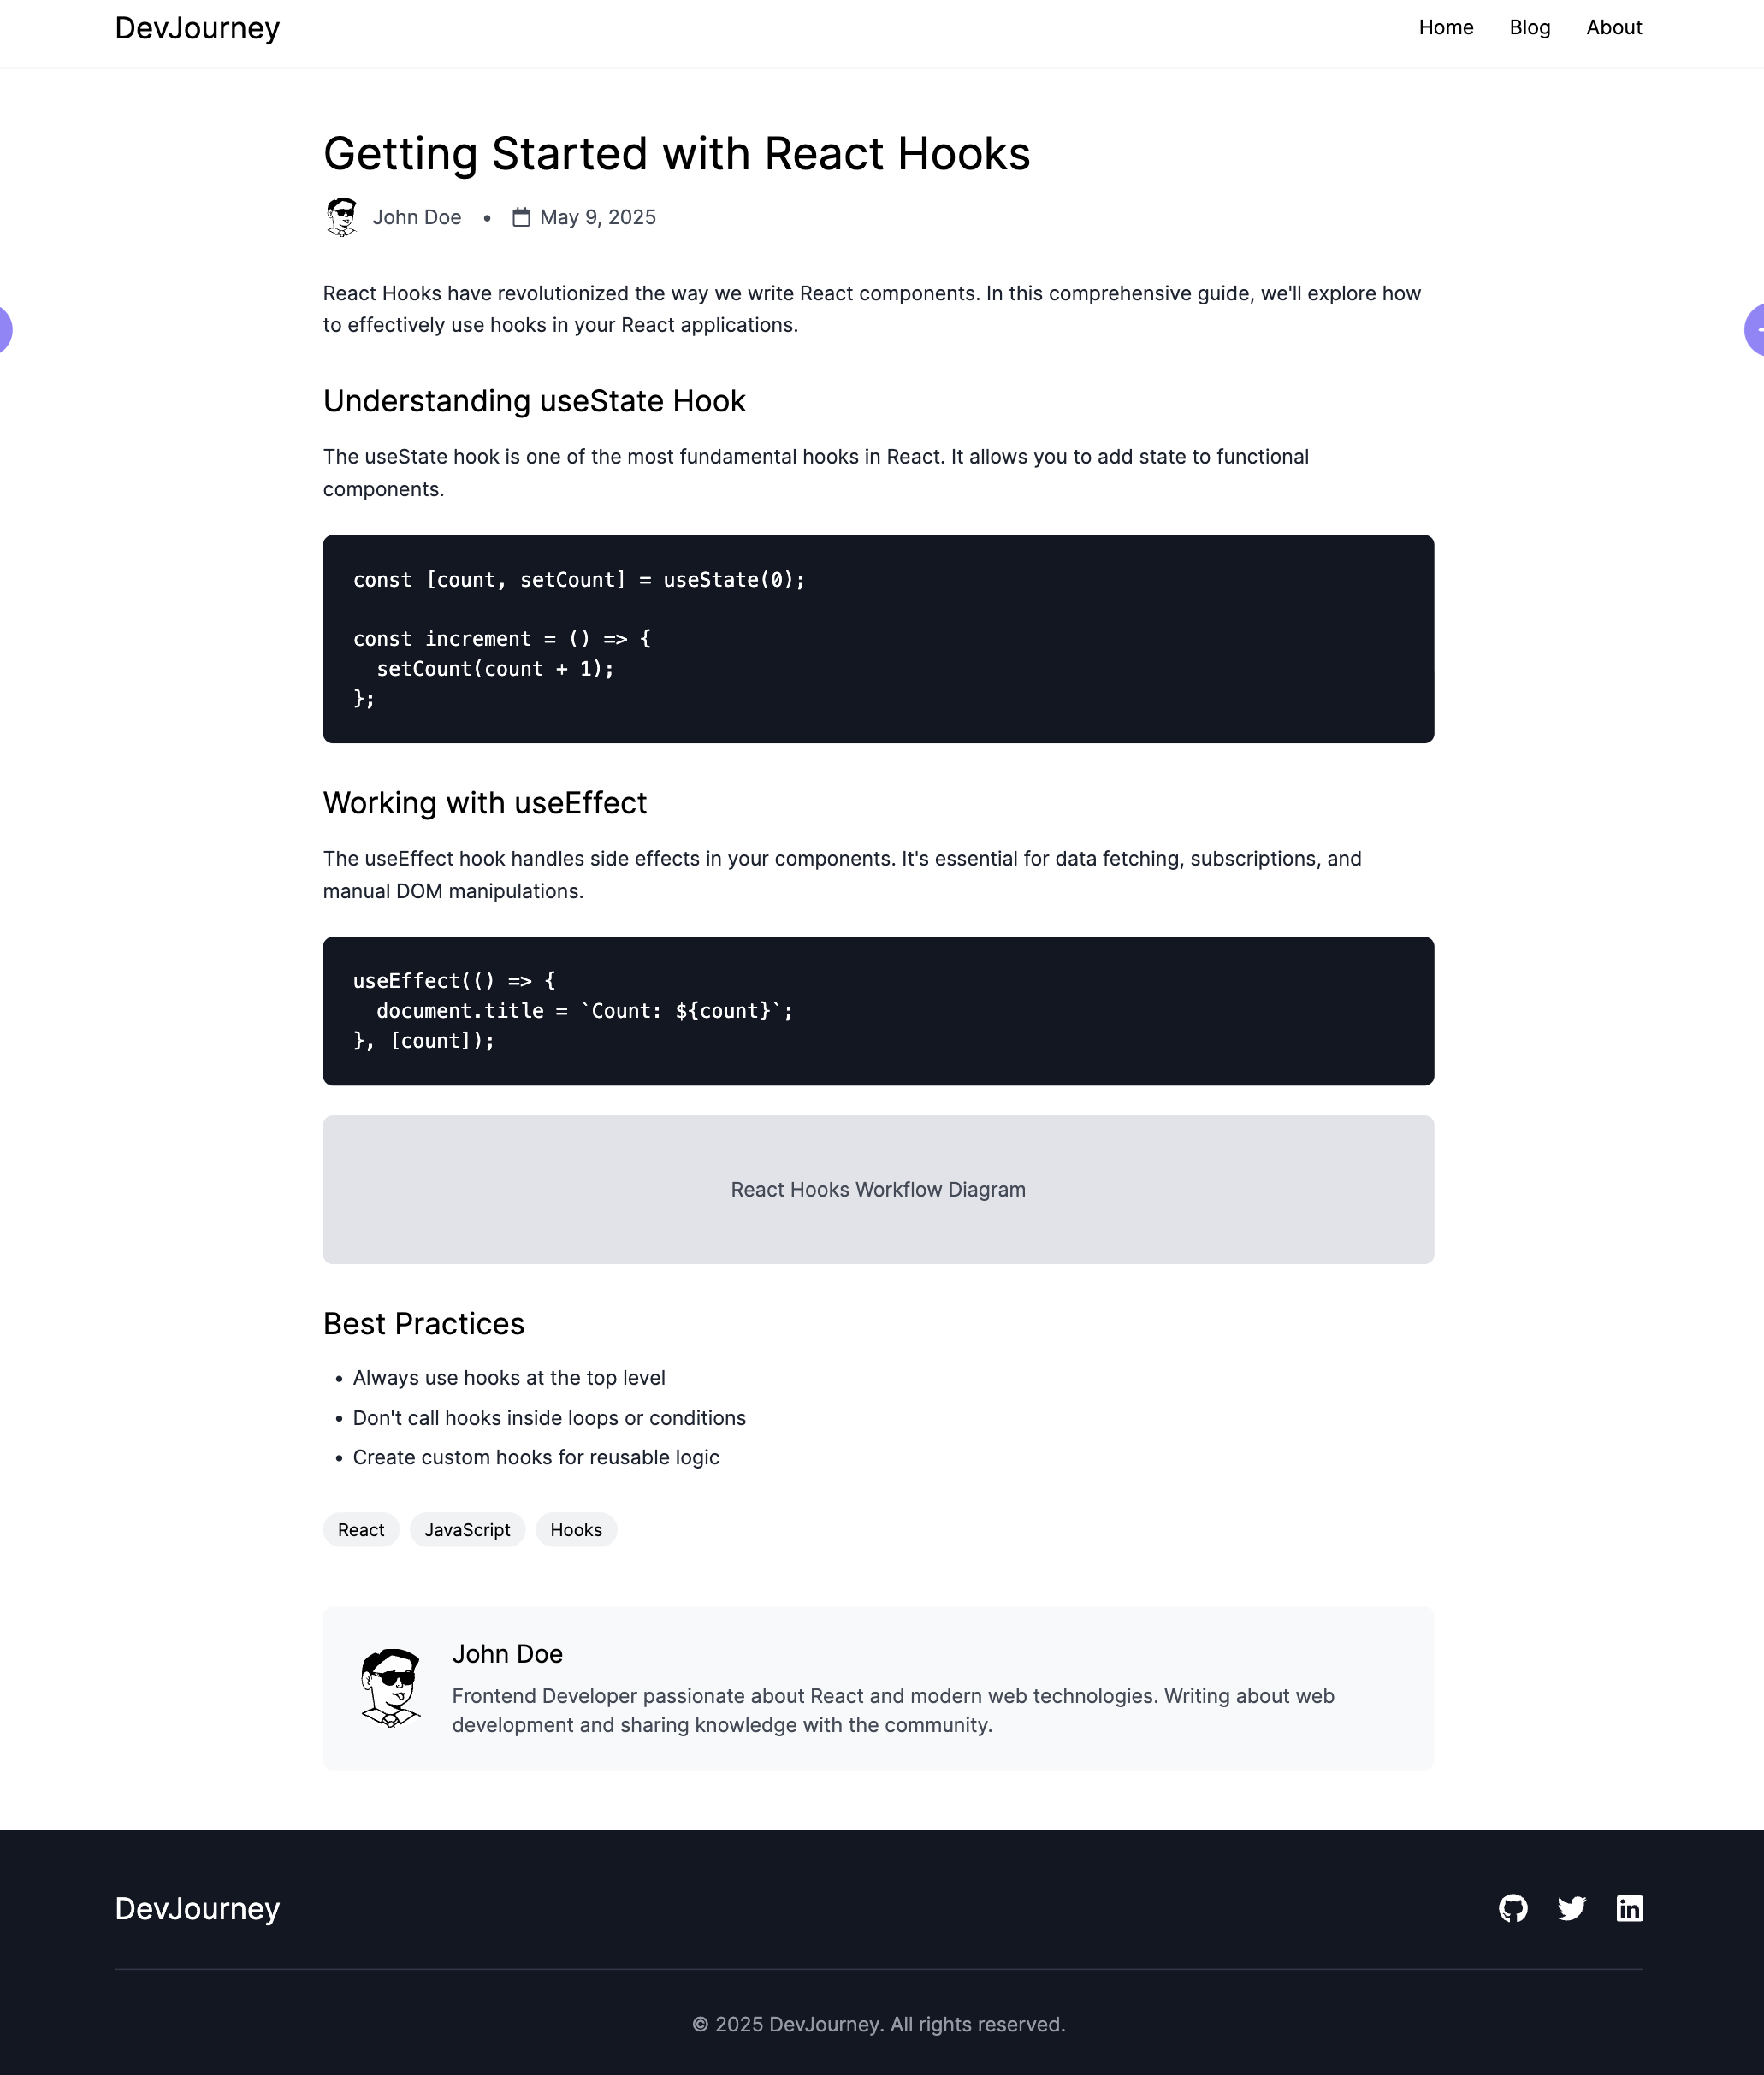 DevJourney
Home Blog About
Getting Started with React Hooks
John Doe • May 9, 2025
React Hooks have revolutionized the way we write React components. In this comprehensive guide, we'll explore how
to effectively use hooks in your React applications.
Understanding useState Hook
The useState hook is one of the most fundamental hooks in React. It allows you to add state to functional
components.
const [count, setCount] = useState(0);
const increment = () => {
  setCount(count + 1);
};
Working with useEffect
The useEffect hook handles side effects in your components. It's essential for data fetching, subscriptions, and
manual DOM manipulations.
useEffect(() => {
  document.title = `Count: ${count}`;
}, [count]);
React Hooks Workflow Diagram
Best Practices
• Always use hooks at the top level
• Don't call hooks inside loops or conditions
• Create custom hooks for reusable logic
React JavaScript Hooks
John Doe
Frontend Developer passionate about React and modern web technologies. Writing about web
development and sharing knowledge with the community.
DevJourney
in
© 2025 DevJourney. All rights reserved.